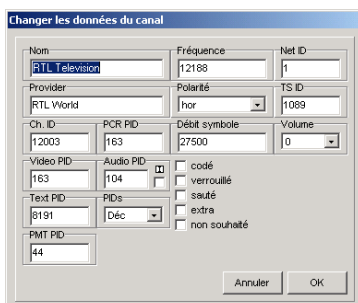 Changer les données du canal
Nom Fréquence Net ID
RTL Television 12188 1
Provider Polarité TS ID
RTL World hor 1089
Ch. ID PCR PID Débit symbole Volume
12003 163 27500 0
Video PID Audio PID codé
163 104 verrouillé
Text PID PIDs sauté
8191 Déc extra
PMT PID non souhaité
44
Annuler OK